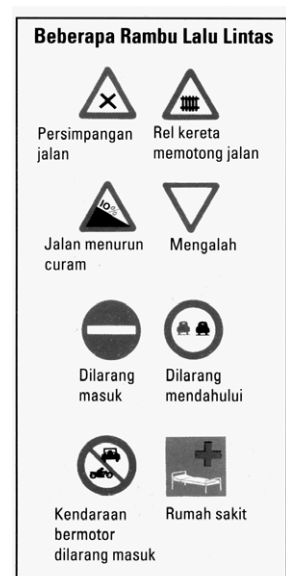 Beberapa Rambu Lalu Lintas
Persimpangan
jalan
Rel kereta
memotong jalan
10%
Jalan menurun
curam
Mengalah
Dilarang
masuk
Dilarang
mendahului
Kendaraan
bermotor
dilarang masuk
Rumah sakit